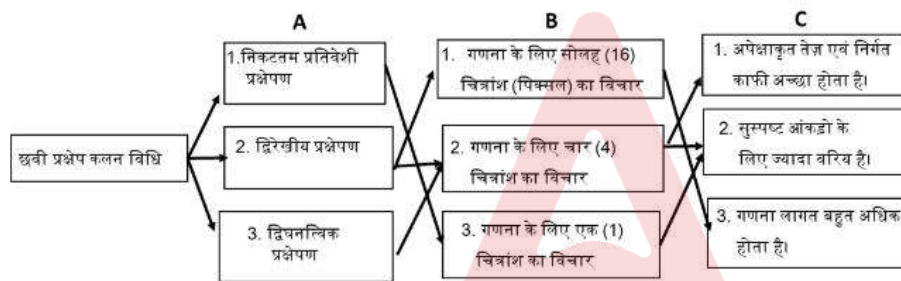 A
B
C
छवी प्रक्षेप कलन विधि
1.निकटतम प्रतिवेशी
प्रक्षेपण
2. द्विरेखीय प्रक्षेपण
3. द्विघनत्विक
प्रक्षेपण
1. गणना के लिए सोलह (16)
चित्रांश (पिक्सल) का विचार
2. गणना के लिए चार (4)
चित्रांश का विचार
3. गणना के लिए एक (1)
चित्रांश का विचार
1. अपेक्षाकृत तेज़ एवं निर्गत
काफी अच्छा होता है।
2. सुस्पष्ट आंकड़ो के
लिए ज्यादा वरिय है।
3. गणना लागत बहुत अधिक
होता है।